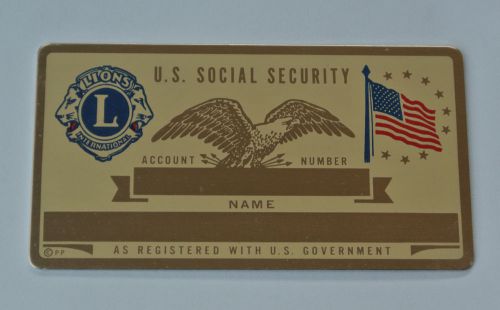 LIONS
L
INTERNATIONAL
U.S. SOCIAL SECURITY
ACCOUNT NUMBER
NAME
© PP
AS REGISTERED WITH U.S. GOVERNMENT